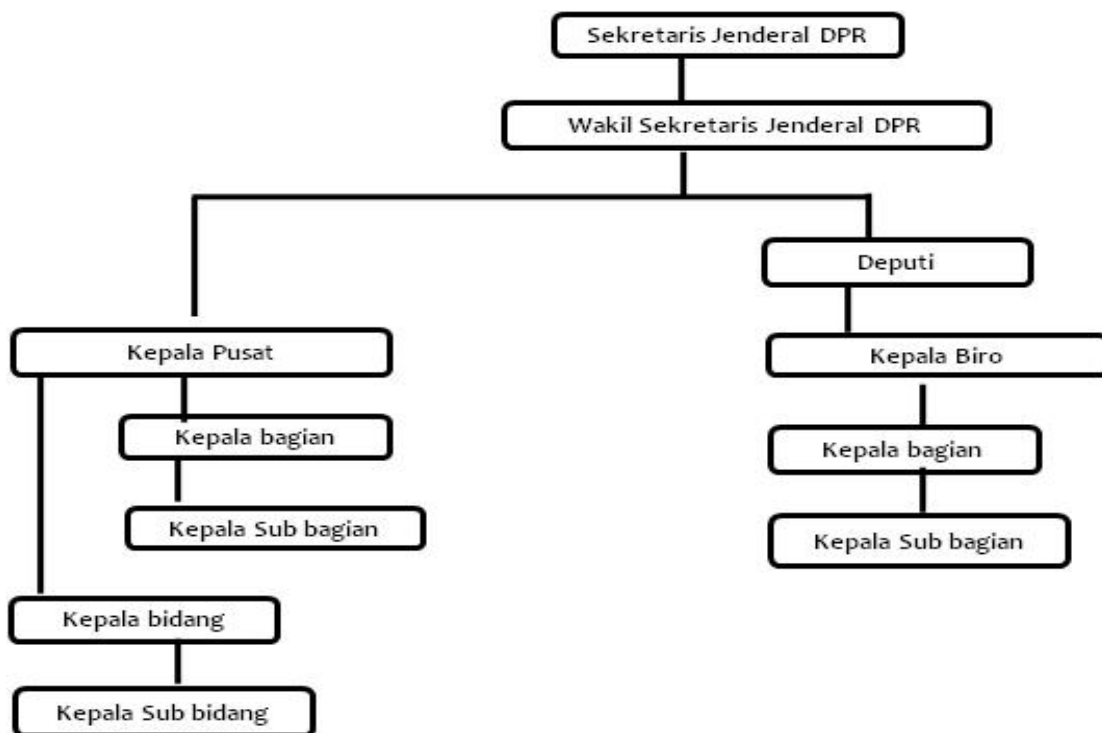 Sekretaris Jenderal DPR
Wakil Sekretaris Jenderal DPR
Deputi
Kepala Pusat
Kepala Biro
Kepala bagian
Kepala bagian
Kepala Sub bagian
Kepala Sub bagian
Kepala bidang
Kepala Sub bidang